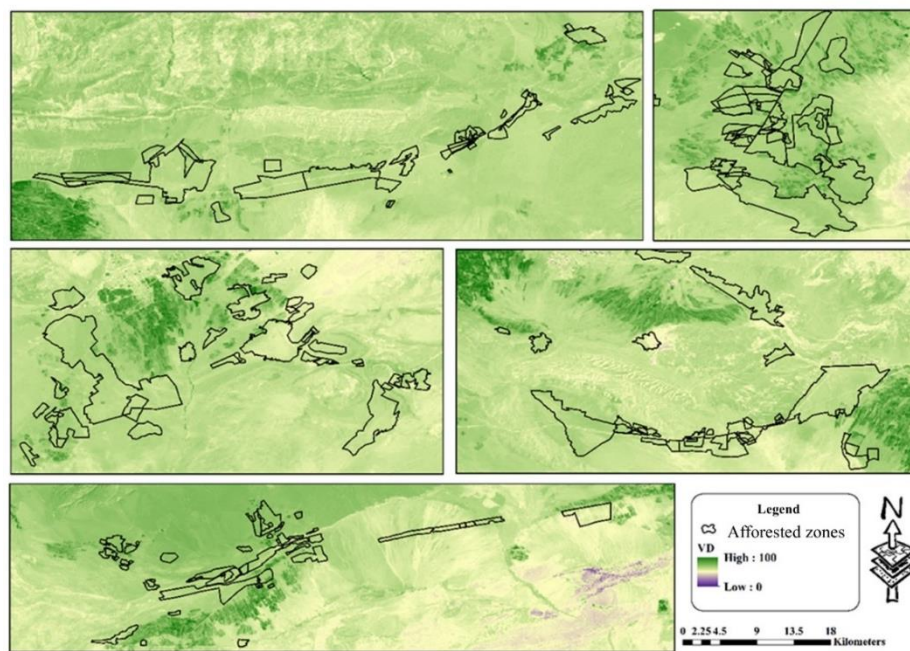 Legend
Afforested zones
VD
High : 100
Low : 0
N
0 2.25 4.5 9 13.5 18
Kilometers